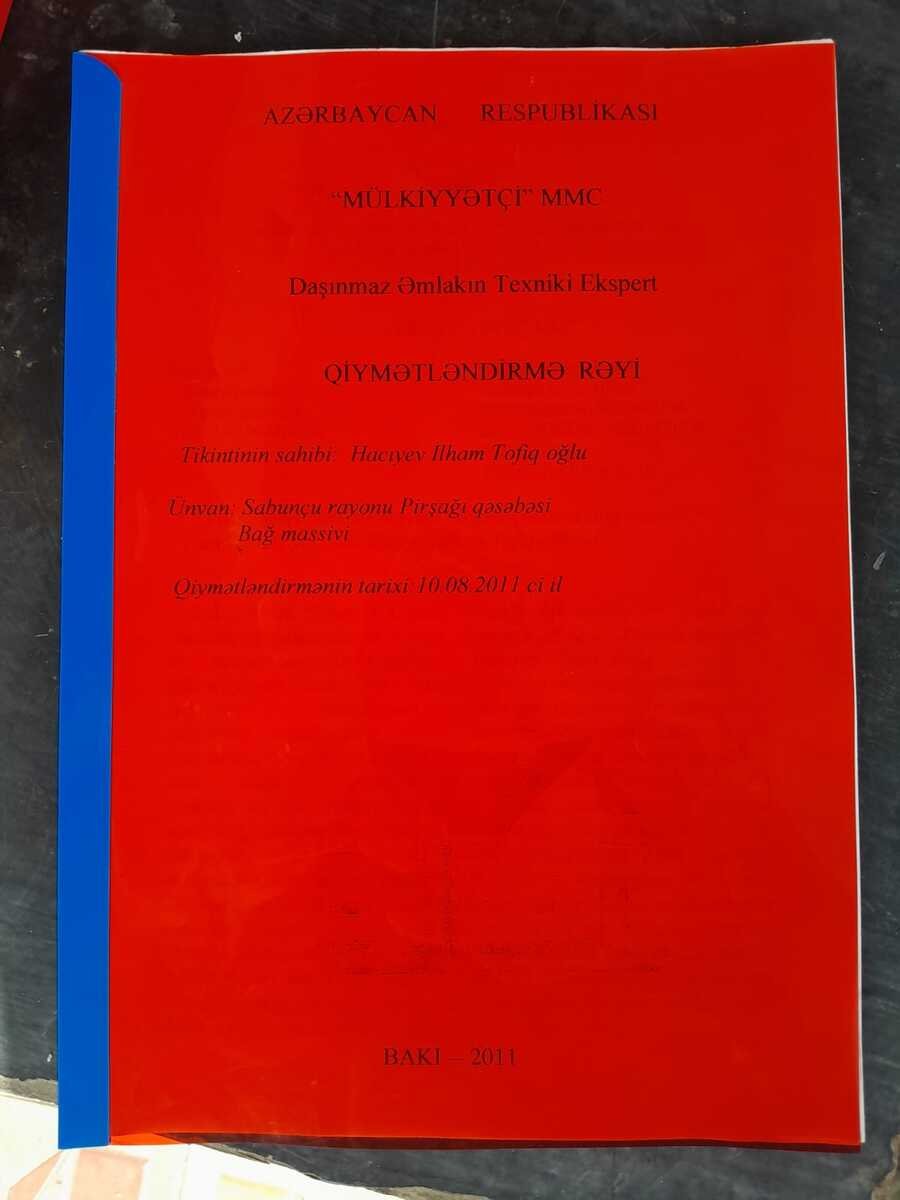 AZƏRBAYCAN RESPUBLİKASI
“MÜLKİYYƏTÇİ” MMC
Daşınmaz Əmlakın Texniki Ekspert
QİYMƏTLƏNDİRMƏ RƏYİ
Tikintinin sahibi: Hacıyev İlham Tofiq oğlu
Ünvan: Sabunçu rayonu Pirşağı qəsəbəsi
Bağ massivi
Qiymətləndirmənin tarixi 10.08.2011 ci il
BAKI – 2011